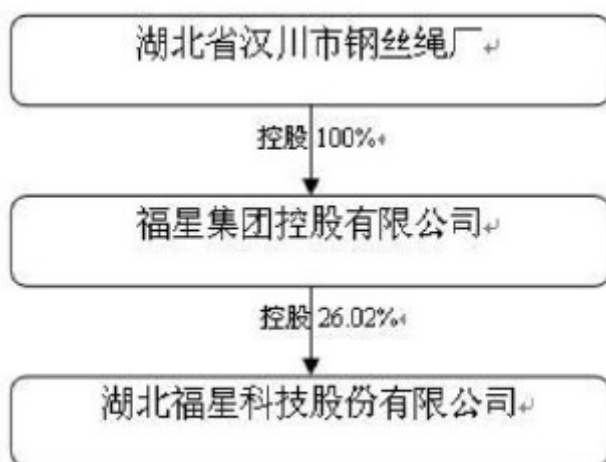 湖北省汉川市钢丝绳厂
控股 100%
福星集团控股有限公司
控股 26.02%
湖北福星科技股份有限公司